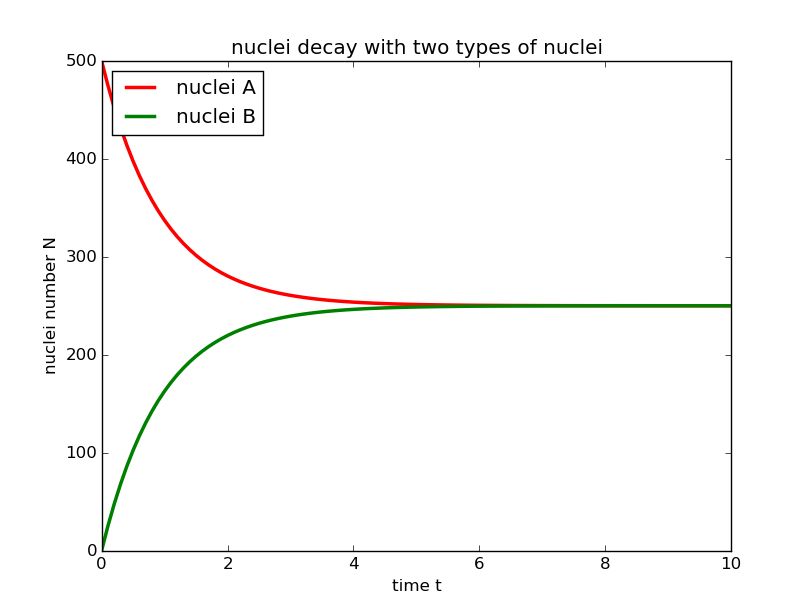 nuclei decay with two types of nuclei
nuclei A
nuclei B
nuclei number N
500
400
300
200
100
0
0 2 4 6 8 10
time t